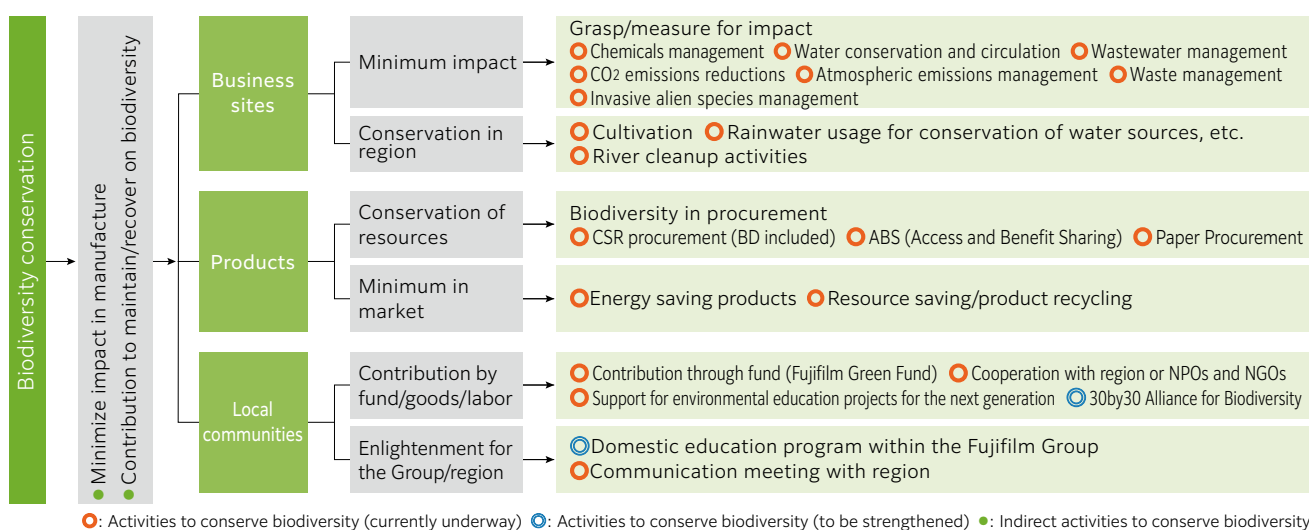 Biodiversity conservation
● Minimize impact in manufacture
● Contribution to maintain/recover on biodiversity
Business
sites
Minimum impact
Grasp/measure for impact
Chemicals management Water conservation and circulation Wastewater management
CO2 emissions reductions Atmospheric emissions management Waste management
Invasive alien species management
Conservation in
region
Cultivation Rainwater usage for conservation of water sources, etc.
River cleanup activities
Products
Conservation of
resources
Biodiversity in procurement
CSR procurement (BD included) ABS (Access and Benefit Sharing) Paper Procurement
Minimum in
market
Energy saving products Resource saving/product recycling
Local
communities
Contribution by
fund/goods/labor
Contribution through fund (Fujifilm Green Fund) Cooperation with region or NPOs and NGOs
Support for environmental education projects for the next generation 30by30 Alliance for Biodiversity
Enlightenment for
the Group/region
Domestic education program within the Fujifilm Group
Communication meeting with region
: Activities to conserve biodiversity (currently underway) : Activities to conserve biodiversity (to be strengthened) ●: Indirect activities to conserve biodiversity